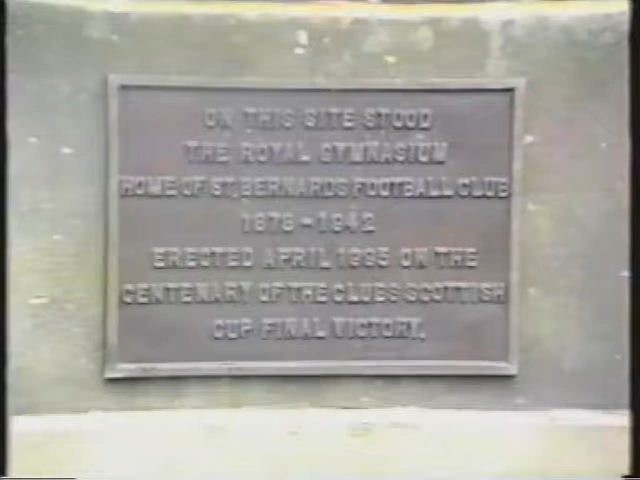 ON THIS SITE STOOD
THE ROYAL GYMNASIUM
HOME OF ST. BERNARDS FOOTBALL CLUB
1878-1942
ERECTED APRIL 1995 ON THE
CENTENARY OF THE CLUBS SCOTTISH
CUP FINAL VICTORY.